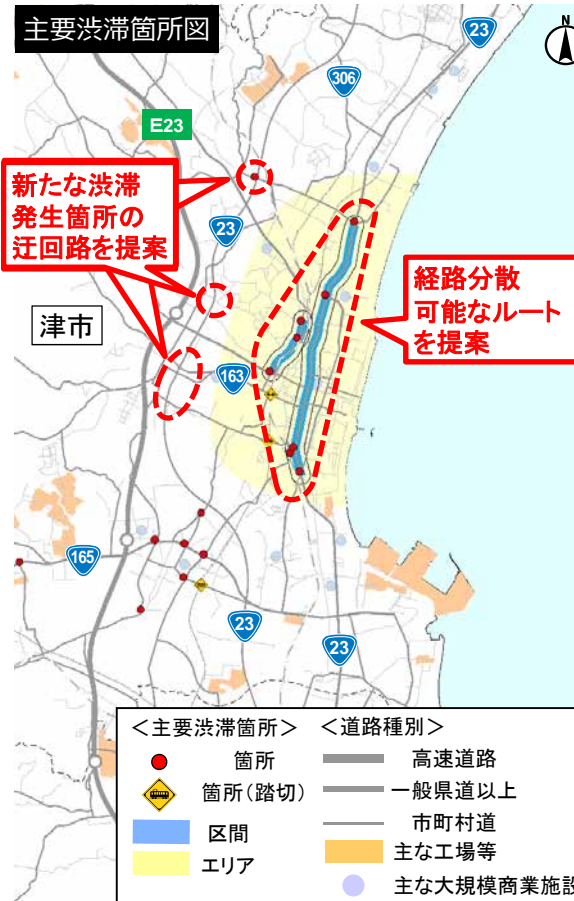 主要渋滞箇所図
N
23
306
E23
新たな渋滞
発生箇所の
迂回路を提案
23
経路分散
可能なルート
を提案
津市
163
165
23
23
＜主要渋滞箇所＞
箇所
箇所(踏切)
区間
エリア
＜道路種別＞
高速道路
一般県道以上
市町村道
主な工場等
主な大規模商業施設